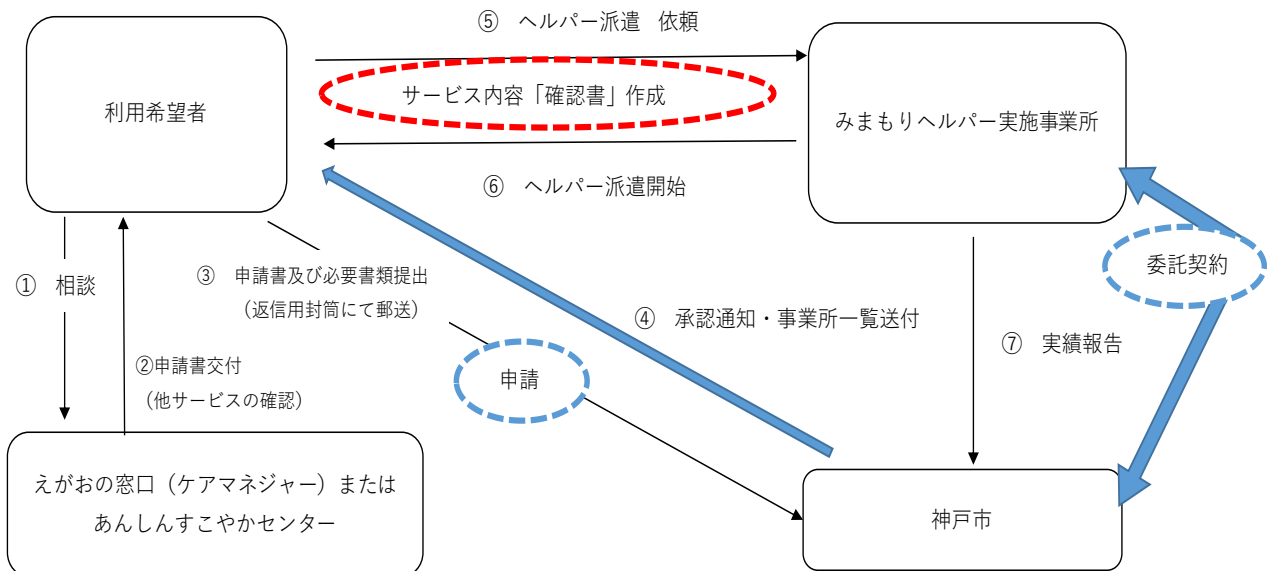 ⑤ ヘルパー派遣 依頼
サービス内容「確認書」作成
利用希望者
みまもりヘルパー実施事業所
⑥ ヘルパー派遣開始
① 相談
③ 申請書及び必要書類提出
(返信用封筒にて郵送)
委託契約
④ 承認通知・事業所一覧送付
⑦ 実績報告
②申請書交付
(他サービスの確認)
申請
えがおの窓口(ケアマネジャー)または
あんしんすこやかセンター
神戸市